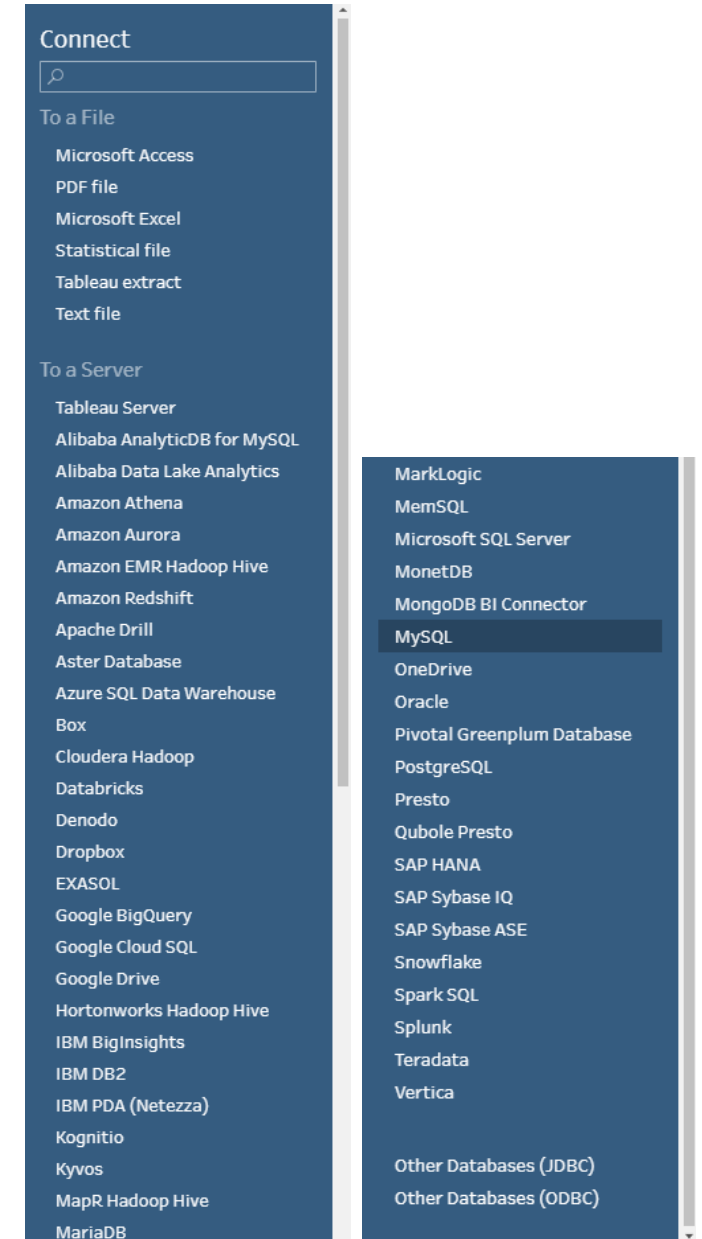 Connect
To a File
Microsoft Access
PDF file
Microsoft Excel
Statistical file
Tableau extract
Text file
To a Server
Tableau Server
Alibaba AnalyticDB for MySQL
Alibaba Data Lake Analytics
Amazon Athena
Amazon Aurora
Amazon EMR Hadoop Hive
Amazon Redshift
Apache Drill
Aster Database
Azure SQL Data Warehouse
Box
Cloudera Hadoop
Databricks
Denodo
Dropbox
EXASOL
Google BigQuery
Google Cloud SQL
Google Drive
Hortonworks Hadoop Hive
IBM BigInsights
IBM DB2
IBM PDA (Netezza)
Kognitio
Kyvos
MapR Hadoop Hive
MariaDB
MarkLogic
MemSQL
Microsoft SQL Server
MonetDB
MongoDB BI Connector
MySQL
OneDrive
Oracle
Pivotal Greenplum Database
PostgreSQL
Presto
Qubole Presto
SAP HANA
SAP Sybase IQ
SAP Sybase ASE
Snowflake
Spark SQL
Splunk
Teradata
Vertica
Other Databases (JDBC)
Other Databases (ODBC)